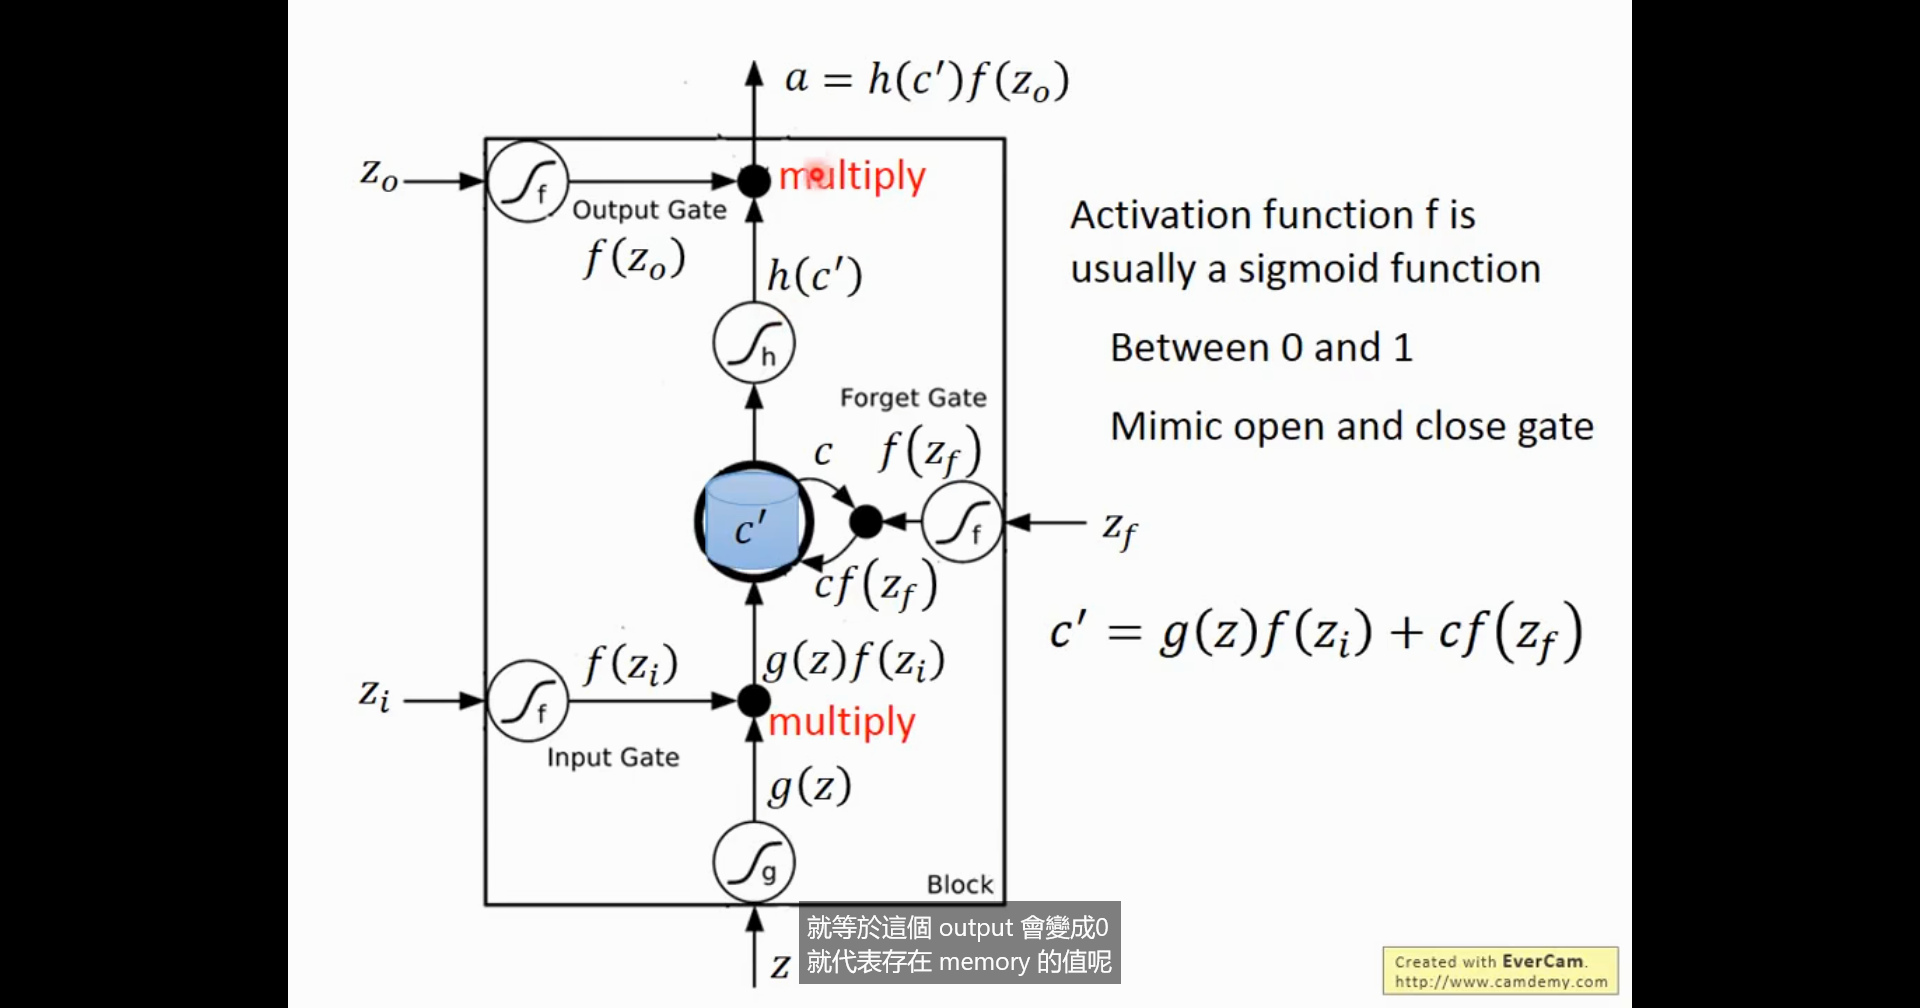 a = h(c′)f(z_o)
z_o
f
multiply
Output Gate
f(z_o)
h(c′)
h
Activation function f is
usually a sigmoid function
Between 0 and 1
Mimic open and close gate
Forget Gate
c
f(z_f)
c′
f
z_f
cf(z_f)
c′ = g(z)f(z_i) + cf(z_f)
f(z_i)
g(z)f(z_i)
z_i
f
multiply
Input Gate
g(z)
g
Block
z
就等於這個 output 會變成0
就代表存在 memory 的值呢
Created with EverCam.
http://www.camdemy.com